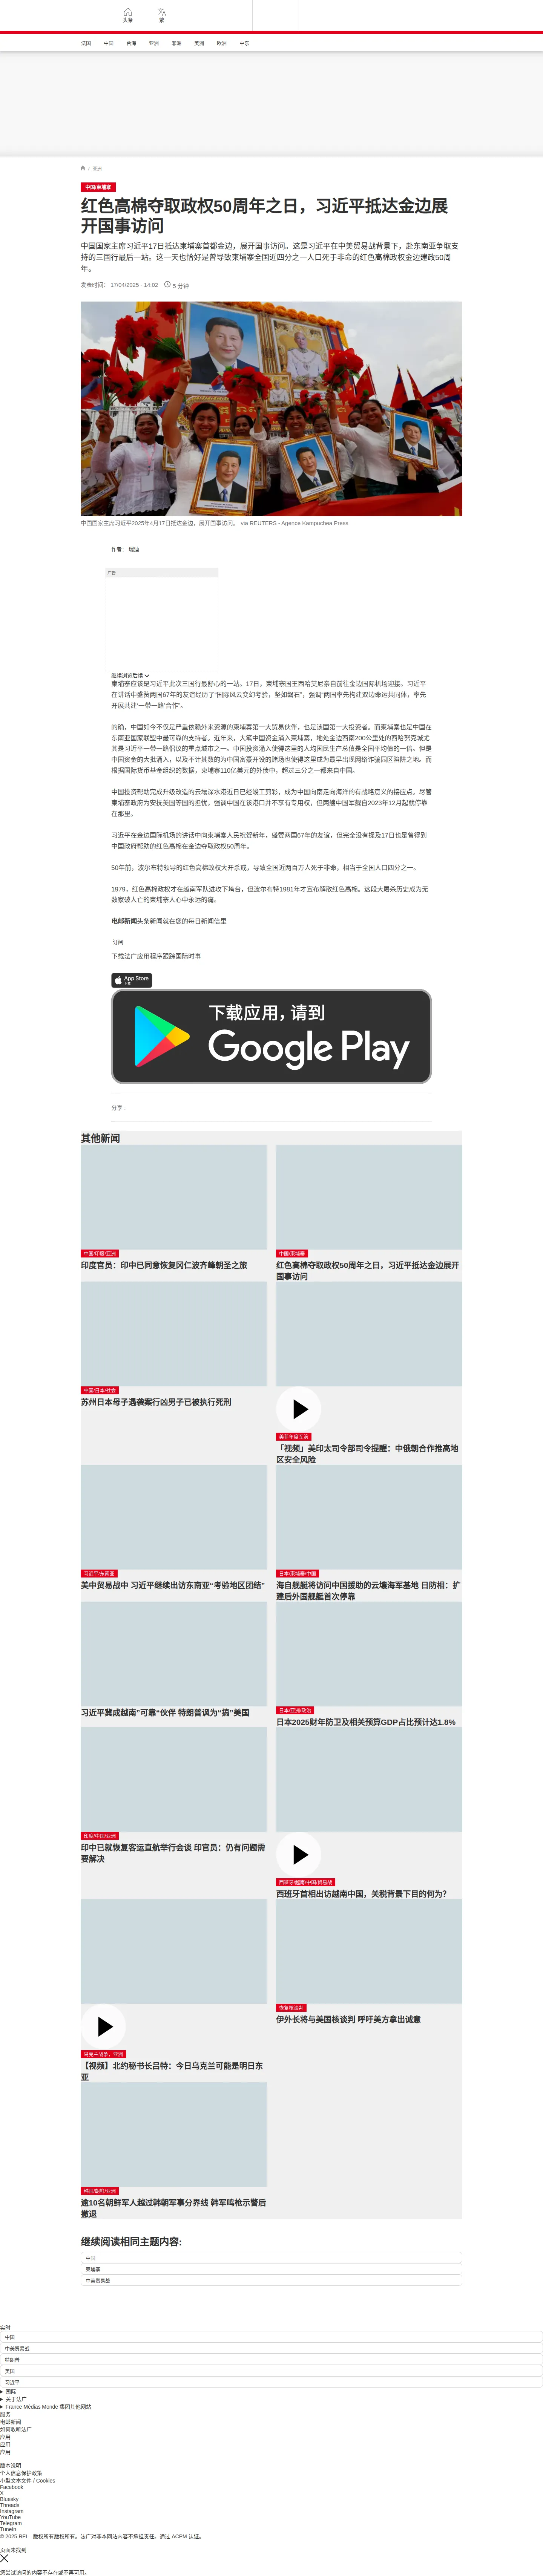 头条
繁
法国
中国
台海
亚洲
非洲
美洲
欧洲
中东
/ 亚洲
中国/柬埔寨
红色高棉夺取政权50周年之日，习近平抵达金边展
开国事访问
中国国家主席习近平17日抵达柬埔寨首都金边，展开国事访问。这是习近平在中美贸易战背景下，赴东南亚争取支
持的三国行最后一站。这一天也恰好是曾导致柬埔寨全国近四分之一人口死于非命的红色高棉政权金边建政50周
年。
发表时间： 17/04/2025 - 14:02
5 分钟
中国国家主席习近平2025年4月17日抵达金边，展开国事访问。 via REUTERS - Agence Kampuchea Press
作者： 瑞迪
广告
继续浏览后续
柬埔寨应该是习近平此次三国行最舒心的一站。17日，柬埔寨国王西哈莫尼亲自前往金边国际机场迎接。习近平
在讲话中盛赞两国67年的友谊经历了“国际风云变幻考验，坚如磐石”，强调“两国率先构建双边命运共同体，率先
开展共建‘一带一路’合作”。
的确，中国如今不仅是严重依赖外来资源的柬埔寨第一大贸易伙伴，也是该国第一大投资者。而柬埔寨也是中国在
东南亚国家联盟中最可靠的支持者。近年来，大笔中国资金涌入柬埔寨，地处金边西南200公里处的西哈努克城尤
其是习近平一带一路倡议的重点城市之一。中国投资涌入使得这里的人均国民生产总值是全国平均值的一倍。但是
中国资金的大批涌入，以及不计其数的为中国富豪开设的赌场也使得这里成为最早出现网络诈骗园区陷阱之地。而
根据国际货币基金组织的数据，柬埔寨110亿美元的外债中，超过三分之一都来自中国。
中国投资帮助完成升级改造的云壤深水港近日已经竣工剪彩，成为中国向南走向海洋的有战略意义的接应点。尽管
柬埔寨政府为安抚美国等国的担忧，强调中国在该港口并不享有专用权，但两艘中国军舰自2023年12月起就停靠
在那里。
习近平在金边国际机场的讲话中向柬埔寨人民祝贺新年，盛赞两国67年的友谊，但完全没有提及17日也是曾得到
中国政府帮助的红色高棉在金边夺取政权的50周年。
50年前，波尔布特领导的红色高棉政权大开杀戒，导致全国近两百万人死于非命，相当于全国人口四分之一。
1979，红色高棉政权才在越南军队进攻下垮台，但波尔布特1981年才宣布解散红色高棉。这段大屠杀历史成为无
数家破人亡的柬埔寨人心中永远的痛。
电邮新闻头条新闻就在您的每日新闻信里
订阅
下载法广应用程序跟踪国际时事
App Store
下载
下载应用，请到
Google Play
分享 :
其他新闻
中国/印度/亚洲
印度官员：印中已同意恢复冈仁波齐峰朝圣之旅
中国/柬埔寨
红色高棉夺取政权50周年之日，习近平抵达金边展开
国事访问
中国/日本/社会
苏州日本母子遇袭案行凶男子已被执行死刑
美菲年度军演
「视频」美印太司令部司令提醒：中俄朝合作推高地
区安全风险
习近平/东南亚
美中贸易战中 习近平继续出访东南亚“考验地区团结”
日本/柬埔寨/中国
海自舰艇将访问中国援助的云壤海军基地 日防相：扩
建后外国舰艇首次停靠
习近平冀成越南”可靠“伙伴 特朗普讽为”搞”美国
日本/亚洲/政治
日本2025财年防卫及相关预算GDP占比预计达1.8%
印度/中国/亚洲
印中已就恢复客运直航举行会谈 印官员：仍有问题需
要解决
西班牙/越南/中国/贸易战
西班牙首相出访越南中国，关税背景下目的何为?
乌克兰战争，亚洲
【视频】北约秘书长吕特：今日乌克兰可能是明日东
亚
恢复核谈判
伊外长将与美国核谈判 呼吁美方拿出诚意
韩国/朝鲜/亚洲
逾10名朝鲜军人越过韩朝军事分界线 韩军鸣枪示警后
撤退
继续阅读相同主题内容:
中国
柬埔寨
中美贸易战
实时
中国
中美贸易战
特朗普
美国
习近平
国际
关于法广
France Médias Monde 集团其他网站
服务
电邮新闻
如何收听法广
应用
应用
应用
版本说明
个人信息保护政策
小型文本文件 / Cookies
Facebook
X
Bluesky
Threads
Instagram
YouTube
Telegram
TuneIn
© 2025 RFI – 版权所有版权所有。法广对非本网站内容不承担责任。通过 ACPM 认证。
页面未找到
您尝试访问的内容不存在或不再可用。